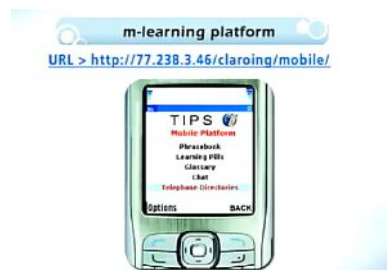 m-learning platform
URL > http://77.238.3.46/claroing/mobile/
TIPS
Mobile Platform
Phrasebook
Learning Pills
Glossary
Chat
Telephone Directories
Options BACK